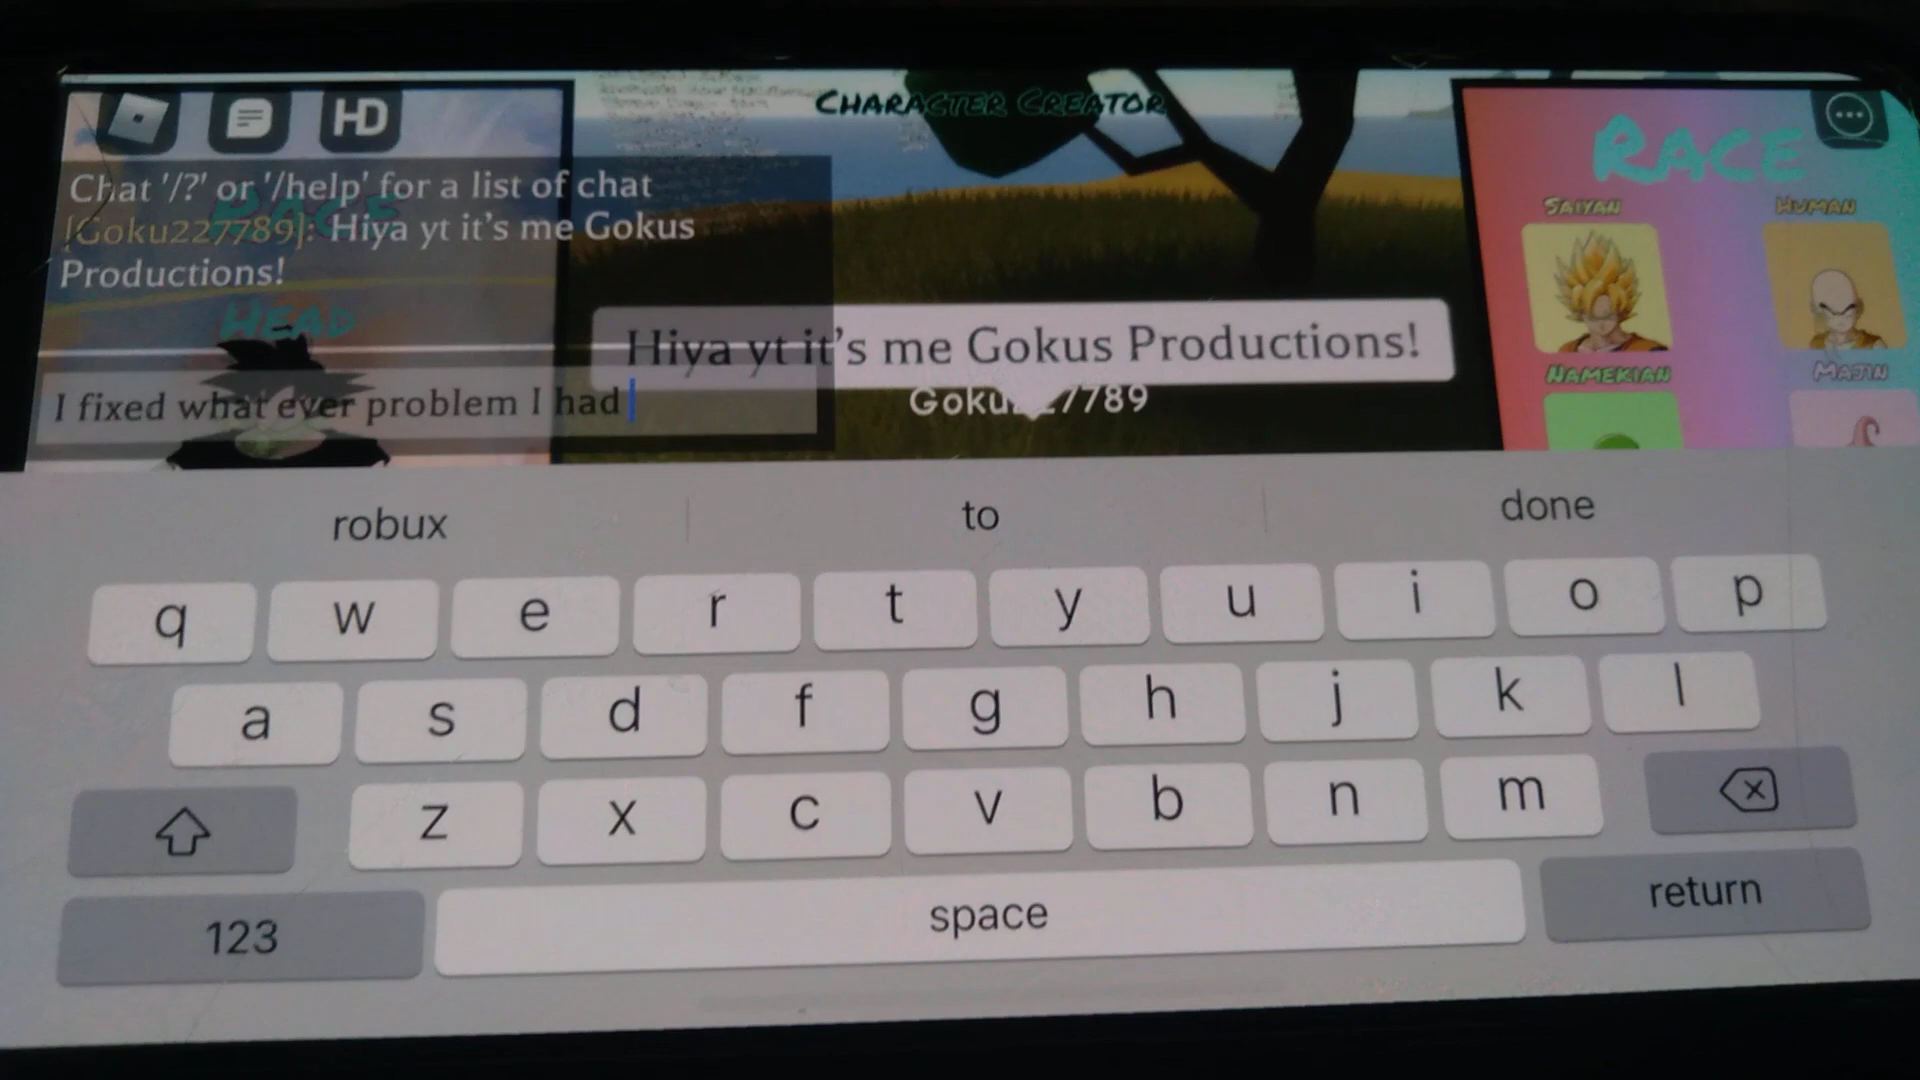 HD
CHARACTER CREATOR
RACE
Chat '/?' or '/help' for a list of chat
[Goku227789]: Hiya yt it's me Gokus
Productions!
HEAD
I fixed what ever problem I had
Hiya yt it's me Gokus Productions!
SAIYAN
HUMAN
NAMEKIAN
MAJIN
robux to done
q w e r t y u i o p
a s d f g h j k l
z x c v b n m
123 space return